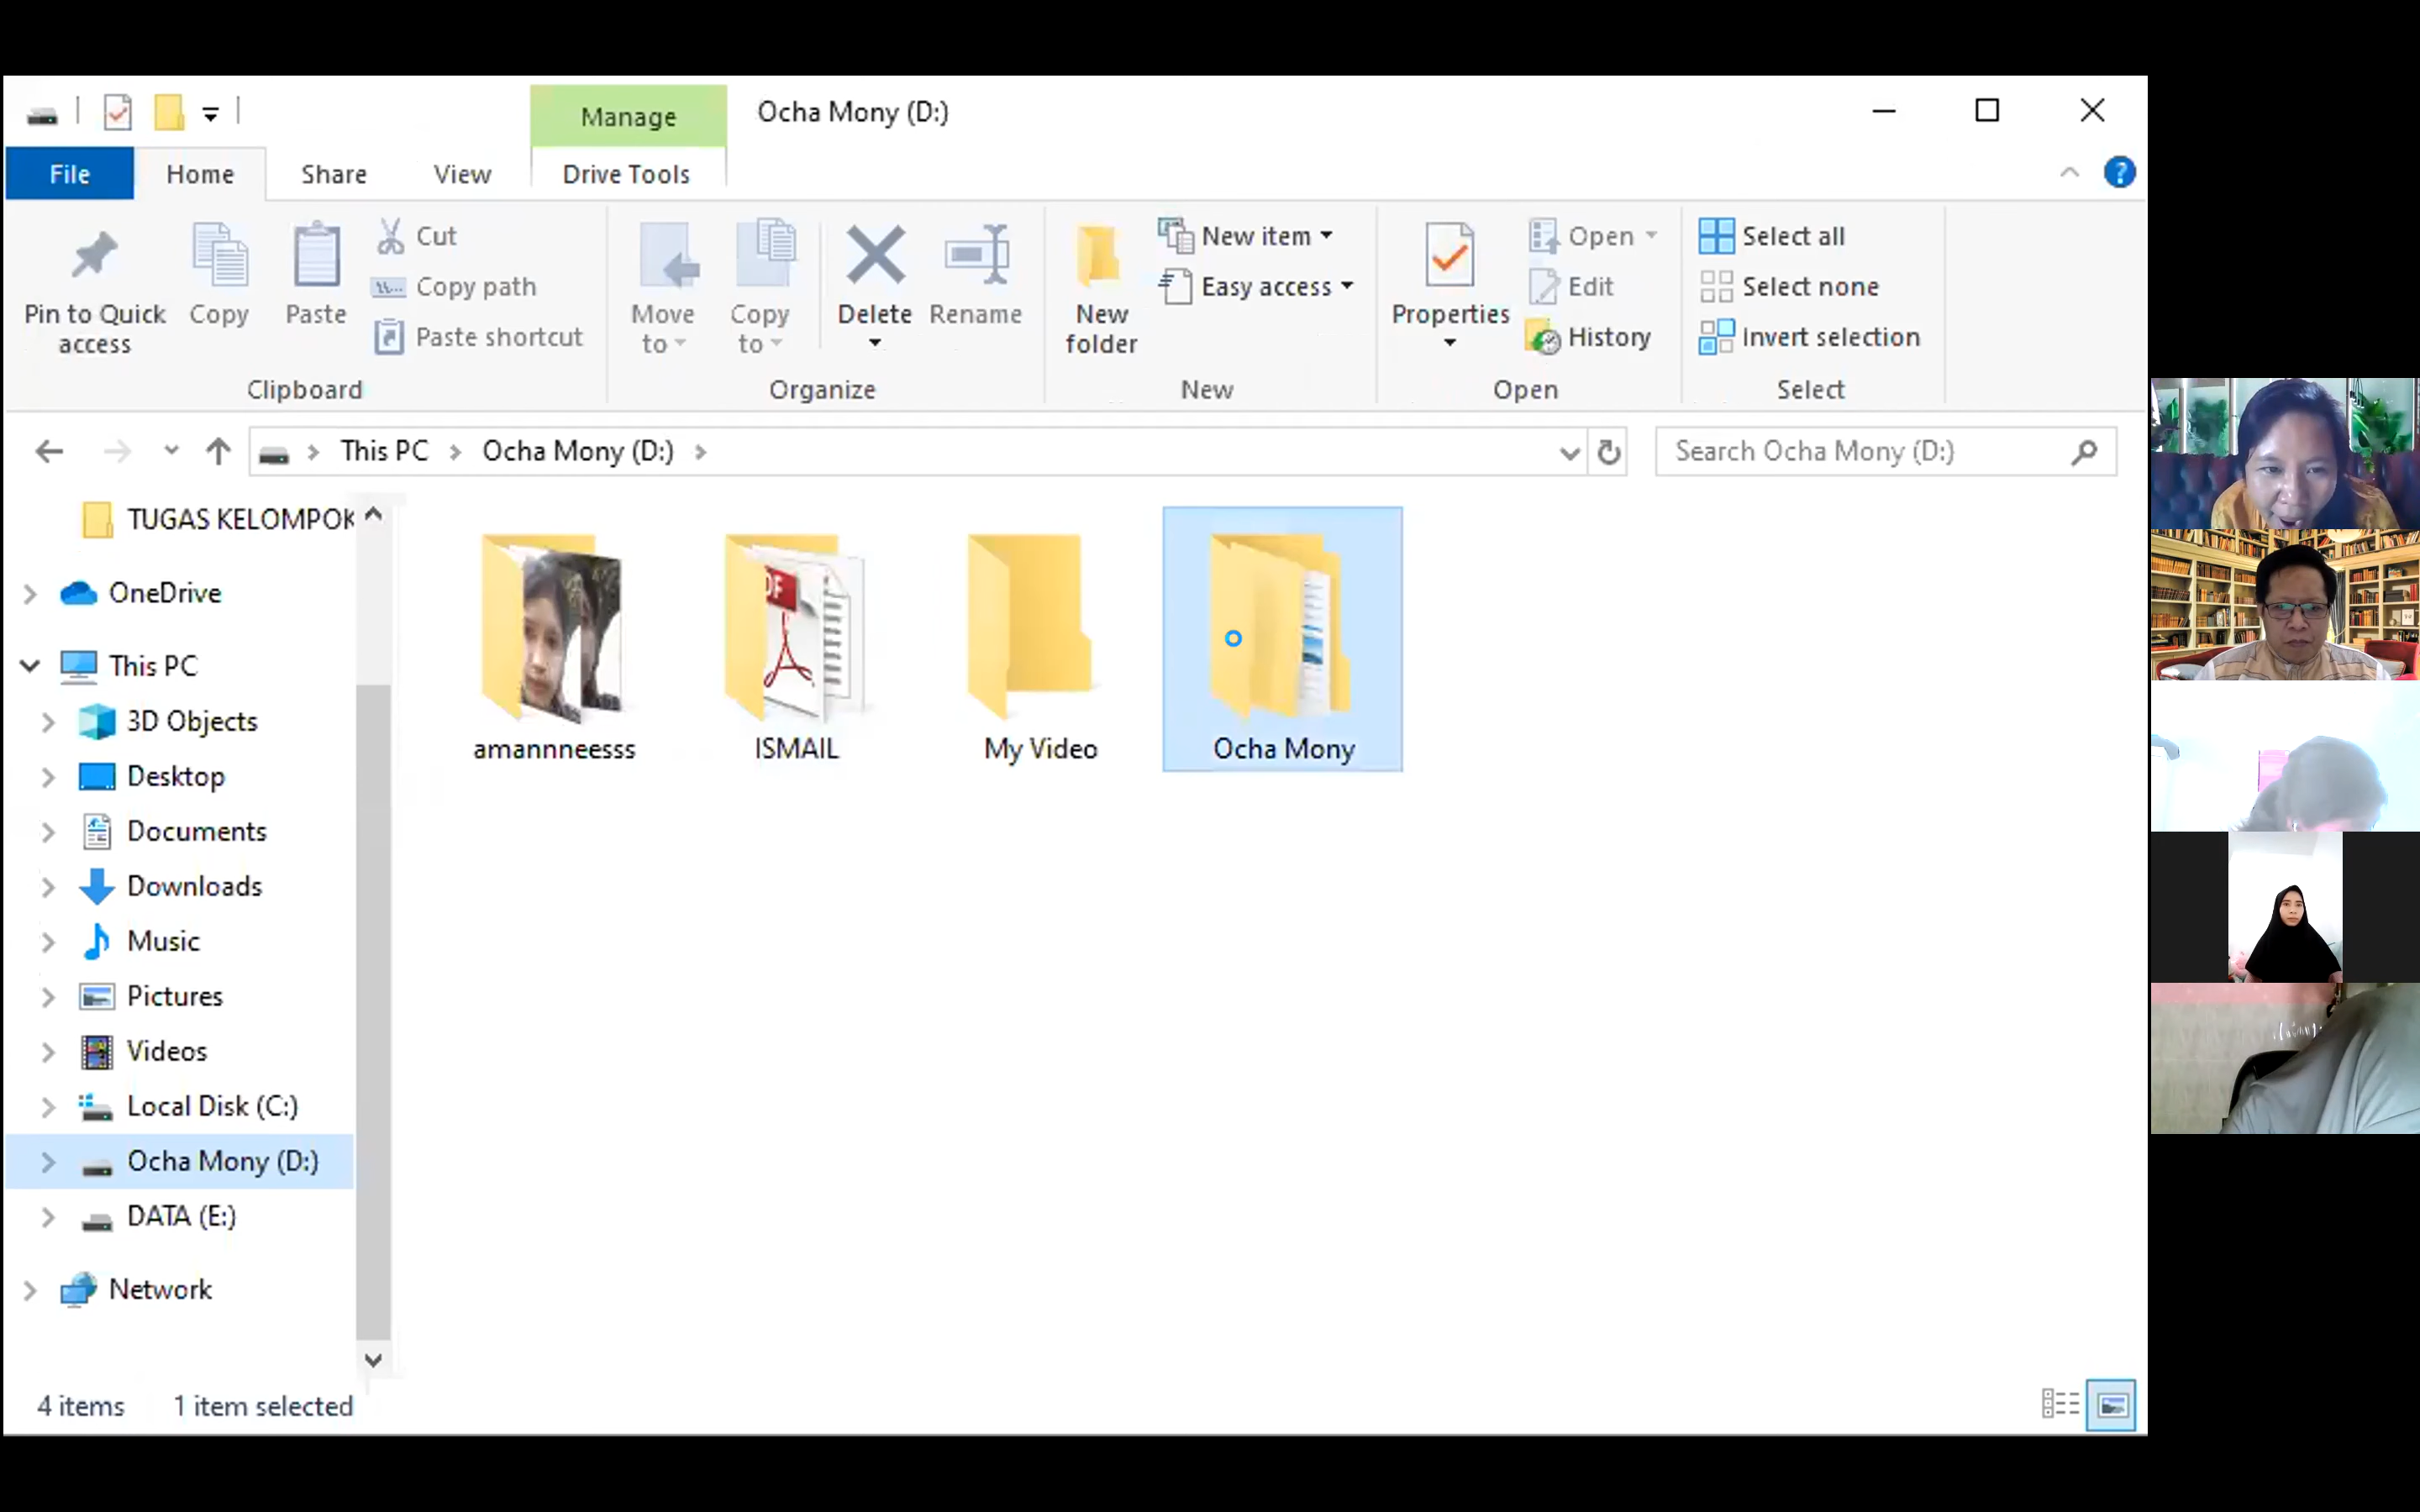 Manage
Ocha Mony (D:)
File
Home
Share
View
Drive Tools
Pin to Quick access
Copy
Paste
Cut
Copy path
Paste shortcut
Clipboard
Move to
Copy to
Delete
Rename
Organize
New folder
New item
Easy access
New
Properties
Open
Edit
History
Open
Select all
Select none
Invert selection
Select
This PC
Ocha Mony (D:)
Search Ocha Mony (D:)
TUGAS KELOMPOK
OneDrive
This PC
3D Objects
Desktop
Documents
Downloads
Music
Pictures
Videos
Local Disk (C:)
Ocha Mony (D:)
DATA (E:)
Network
amannneesss
ISMAIL
My Video
Ocha Mony
4 items
1 item selected